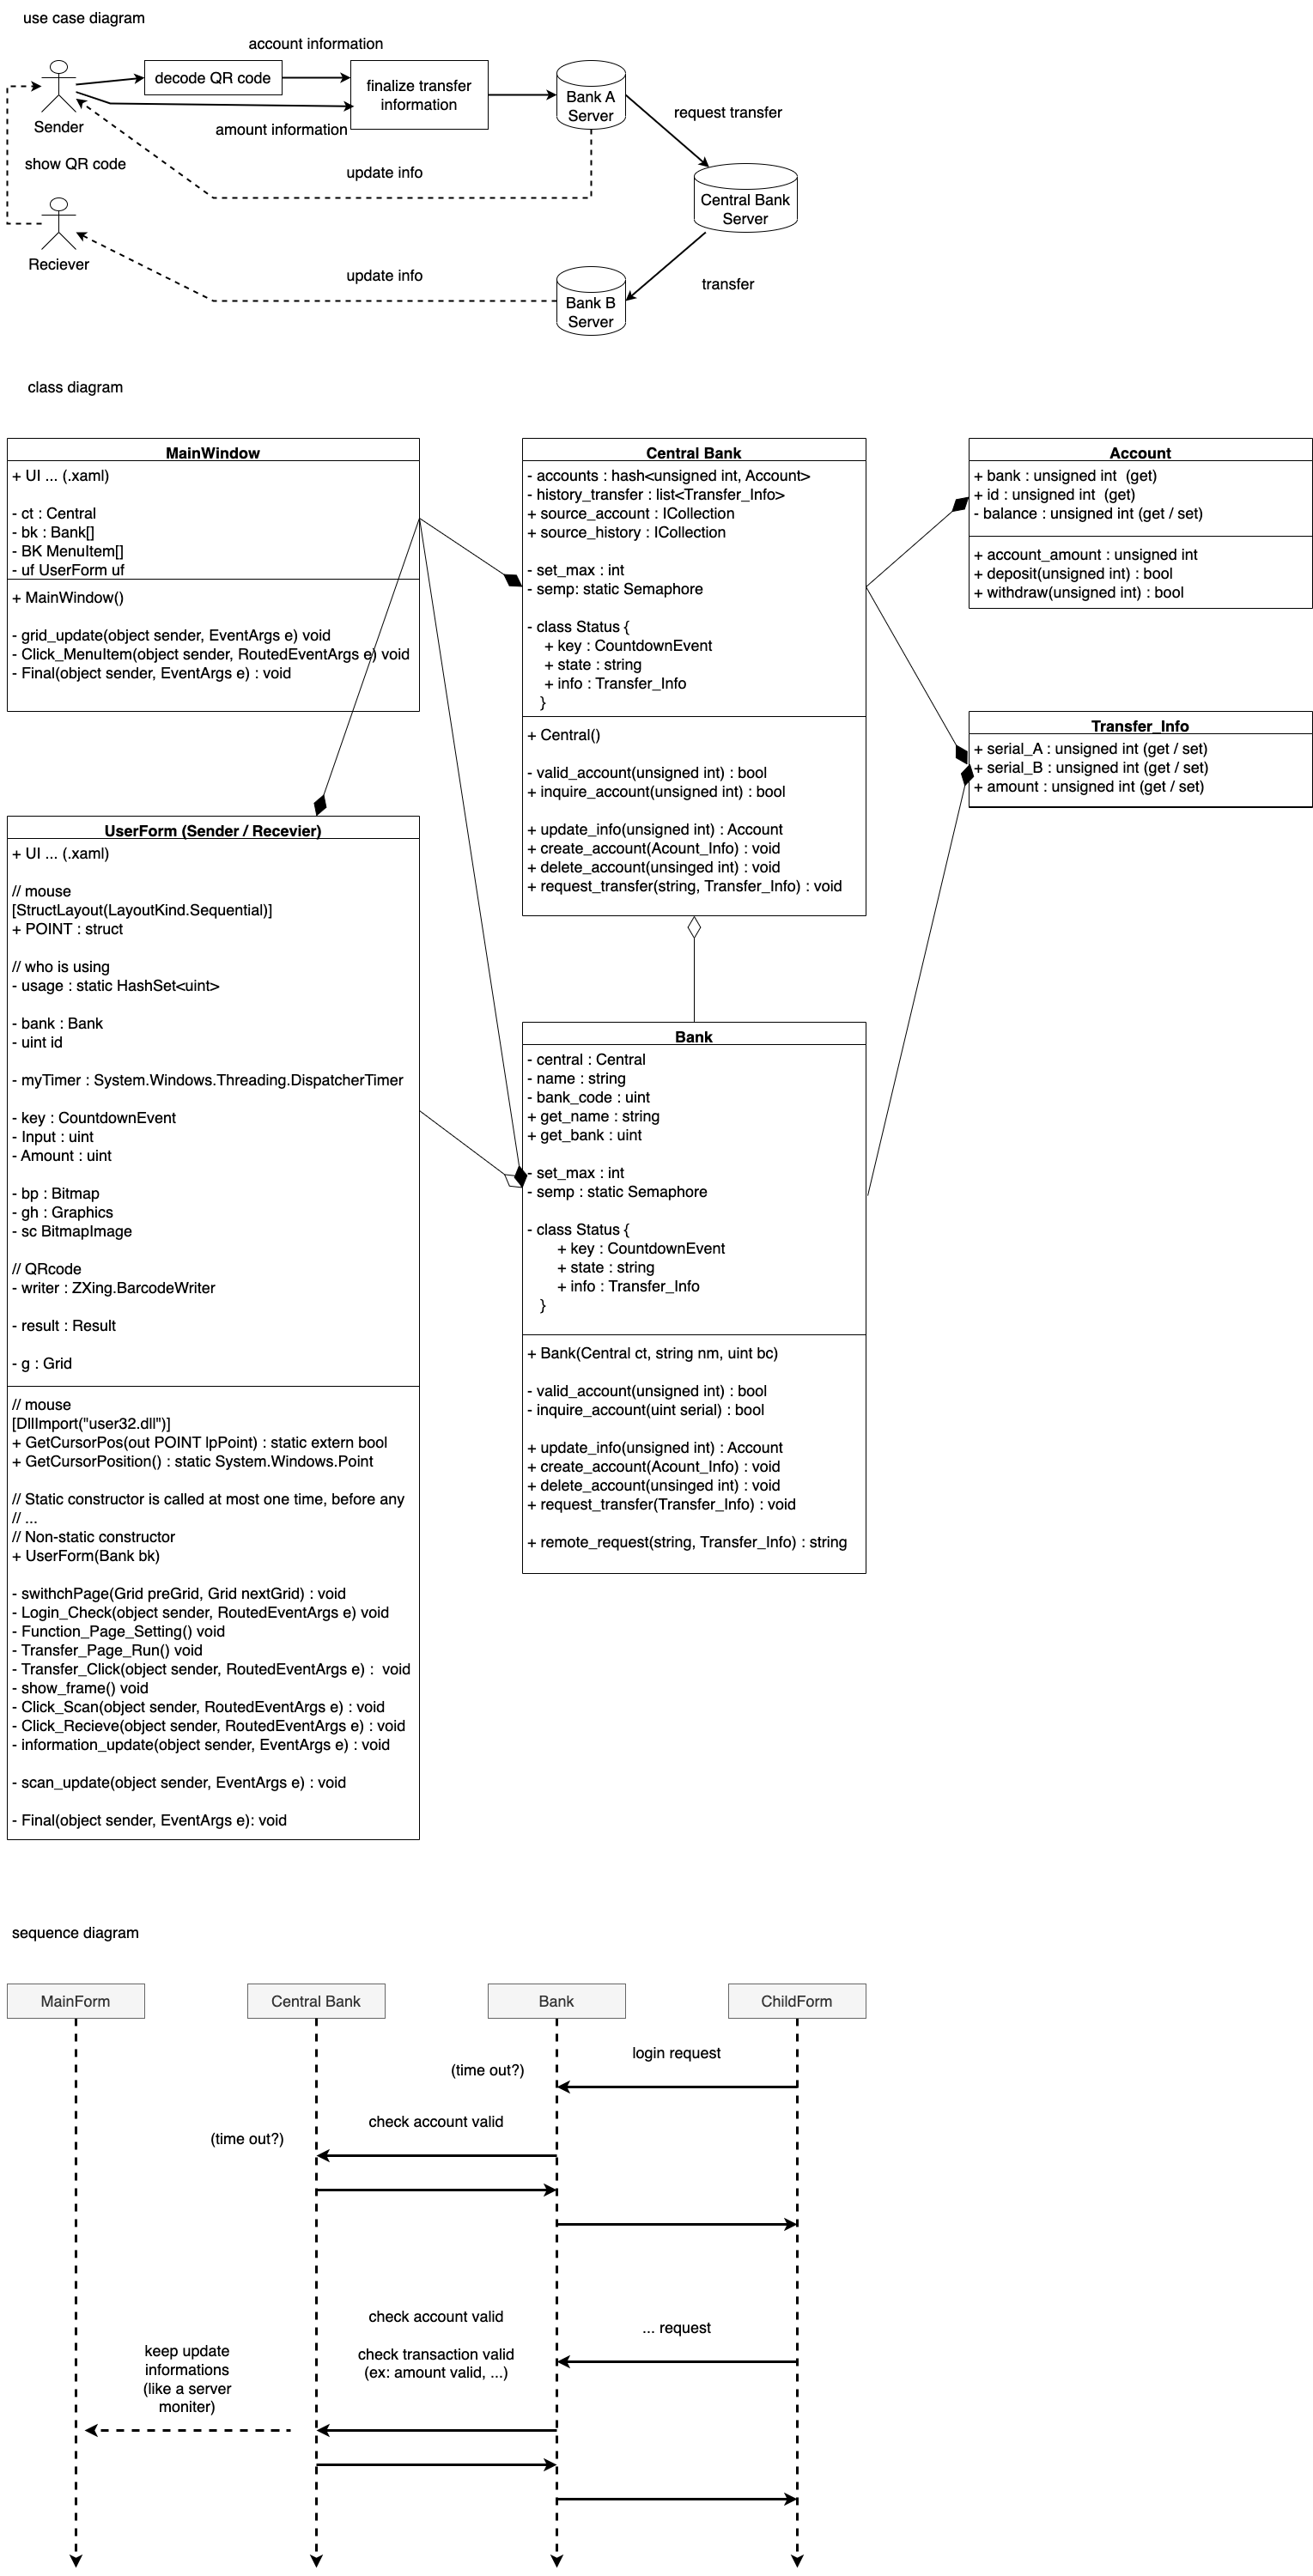 use case diagram
account information
decode QR code
finalize transfer
information
Bank A
Server
Sender
amount information
request transfer
show QR code
update info
Central Bank
Server
Reciever
update info
transfer
Bank B
Server
class diagram
MainWindow
+ UI ... (.xaml)
- ct : Central
- bk : Bank[]
- BK MenuItem[]
- uf UserForm uf
+ MainWindow()
- grid_update(object sender, EventArgs e) void
- Click_MenuItem(object sender, RoutedEventArgs e) void
- Final(object sender, EventArgs e) : void
Central Bank
- accounts : hash<unsigned int, Account>
- history_transfer : list<Transfer_Info>
+ source_account : ICollection
+ source_history : ICollection
- set_max : int
- semp: static Semaphore
- class Status {
+ key : CountdownEvent
+ state : string
+ info : Transfer_Info
}
+ Central()
- valid_account(unsigned int) : bool
+ inquire_account(unsigned int) : bool
+ update_info(unsigned int) : Account
+ create_account(Acount_Info) : void
+ delete_account(unsinged int) : void
+ request_transfer(string, Transfer_Info) : void
Account
+ bank : unsigned int  (get)
+ id : unsigned int  (get)
- balance : unsigned int (get / set)
+ account_amount : unsigned int
+ deposit(unsigned int) : bool
+ withdraw(unsigned int) : bool
Transfer_Info
+ serial_A : unsigned int (get / set)
+ serial_B : unsigned int (get / set)
+ amount : unsigned int (get / set)
UserForm (Sender / Recevier)
+ UI ... (.xaml)
// mouse
[StructLayout(LayoutKind.Sequential)]
+ POINT : struct
// who is using
- usage : static HashSet<uint>
- bank : Bank
- uint id
- myTimer : System.Windows.Threading.DispatcherTimer
- key : CountdownEvent
- Input : uint
- Amount : uint
- bp : Bitmap
- gh : Graphics
- sc BitmapImage
// QRcode
- writer : ZXing.BarcodeWriter
- result : Result
- g : Grid
// mouse
[DllImport("user32.dll")]
+ GetCursorPos(out POINT lpPoint) : static extern bool
+ GetCursorPosition() : static System.Windows.Point
// Static constructor is called at most one time, before any
// ...
// Non-static constructor
+ UserForm(Bank bk)
- swithchPage(Grid preGrid, Grid nextGrid) : void
- Login_Check(object sender, RoutedEventArgs e) void
- Function_Page_Setting() void
- Transfer_Page_Run() void
- Transfer_Click(object sender, RoutedEventArgs e) :  void
- show_frame() void
- Click_Scan(object sender, RoutedEventArgs e) : void
- Click_Recieve(object sender, RoutedEventArgs e) : void
- information_update(object sender, EventArgs e) : void
- scan_update(object sender, EventArgs e) : void
- Final(object sender, EventArgs e): void
Bank
- central : Central
- name : string
- bank_code : uint
+ get_name : string
+ get_bank : uint
- set_max : int
- semp : static Semaphore
- class Status {
+ key : CountdownEvent
+ state : string
+ info : Transfer_Info
}
+ Bank(Central ct, string nm, uint bc)
- valid_account(unsigned int) : bool
- inquire_account(uint serial) : bool
+ update_info(unsigned int) : Account
+ create_account(Acount_Info) : void
+ delete_account(unsinged int) : void
+ request_transfer(Transfer_Info) : void
+ remote_request(string, Transfer_Info) : string
sequence diagram
MainForm
Central Bank
Bank
ChildForm
login request
(time out?)
check account valid
(time out?)
check account valid
... request
keep update
informations
(like a server
moniter)
check transaction valid
(ex: amount valid, ...)